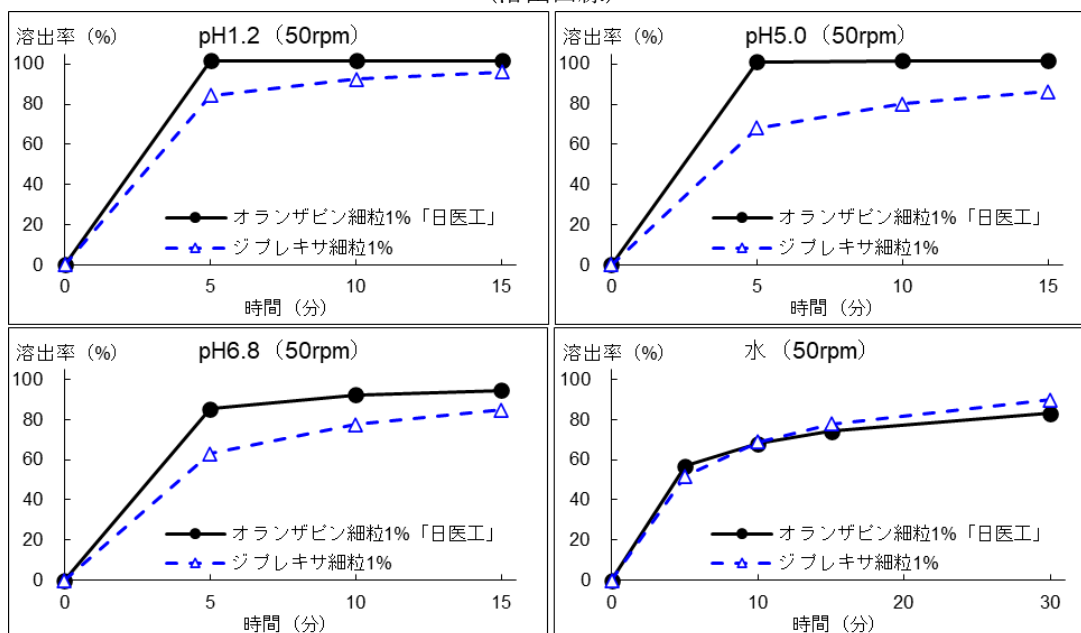 溶出率(%)
pH1.2(50rpm)
100
80
60
40
20
0
オランザピン細粒1%「日医工」
ジプレキサ細粒1%
0 5 10 15
時間(分)
溶出率(%)
pH5.0(50rpm)
100
80
60
40
20
0
オランザピン細粒1%「日医工」
ジプレキサ細粒1%
0 5 10 15
時間(分)
溶出率(%)
pH6.8(50rpm)
100
80
60
40
20
0
オランザピン細粒1%「日医工」
ジプレキサ細粒1%
0 5 10 15
時間(分)
溶出率(%)
水(50rpm)
100
80
60
40
20
0
オランザピン細粒1%「日医工」
ジプレキサ細粒1%
0 10 20 30
時間(分)